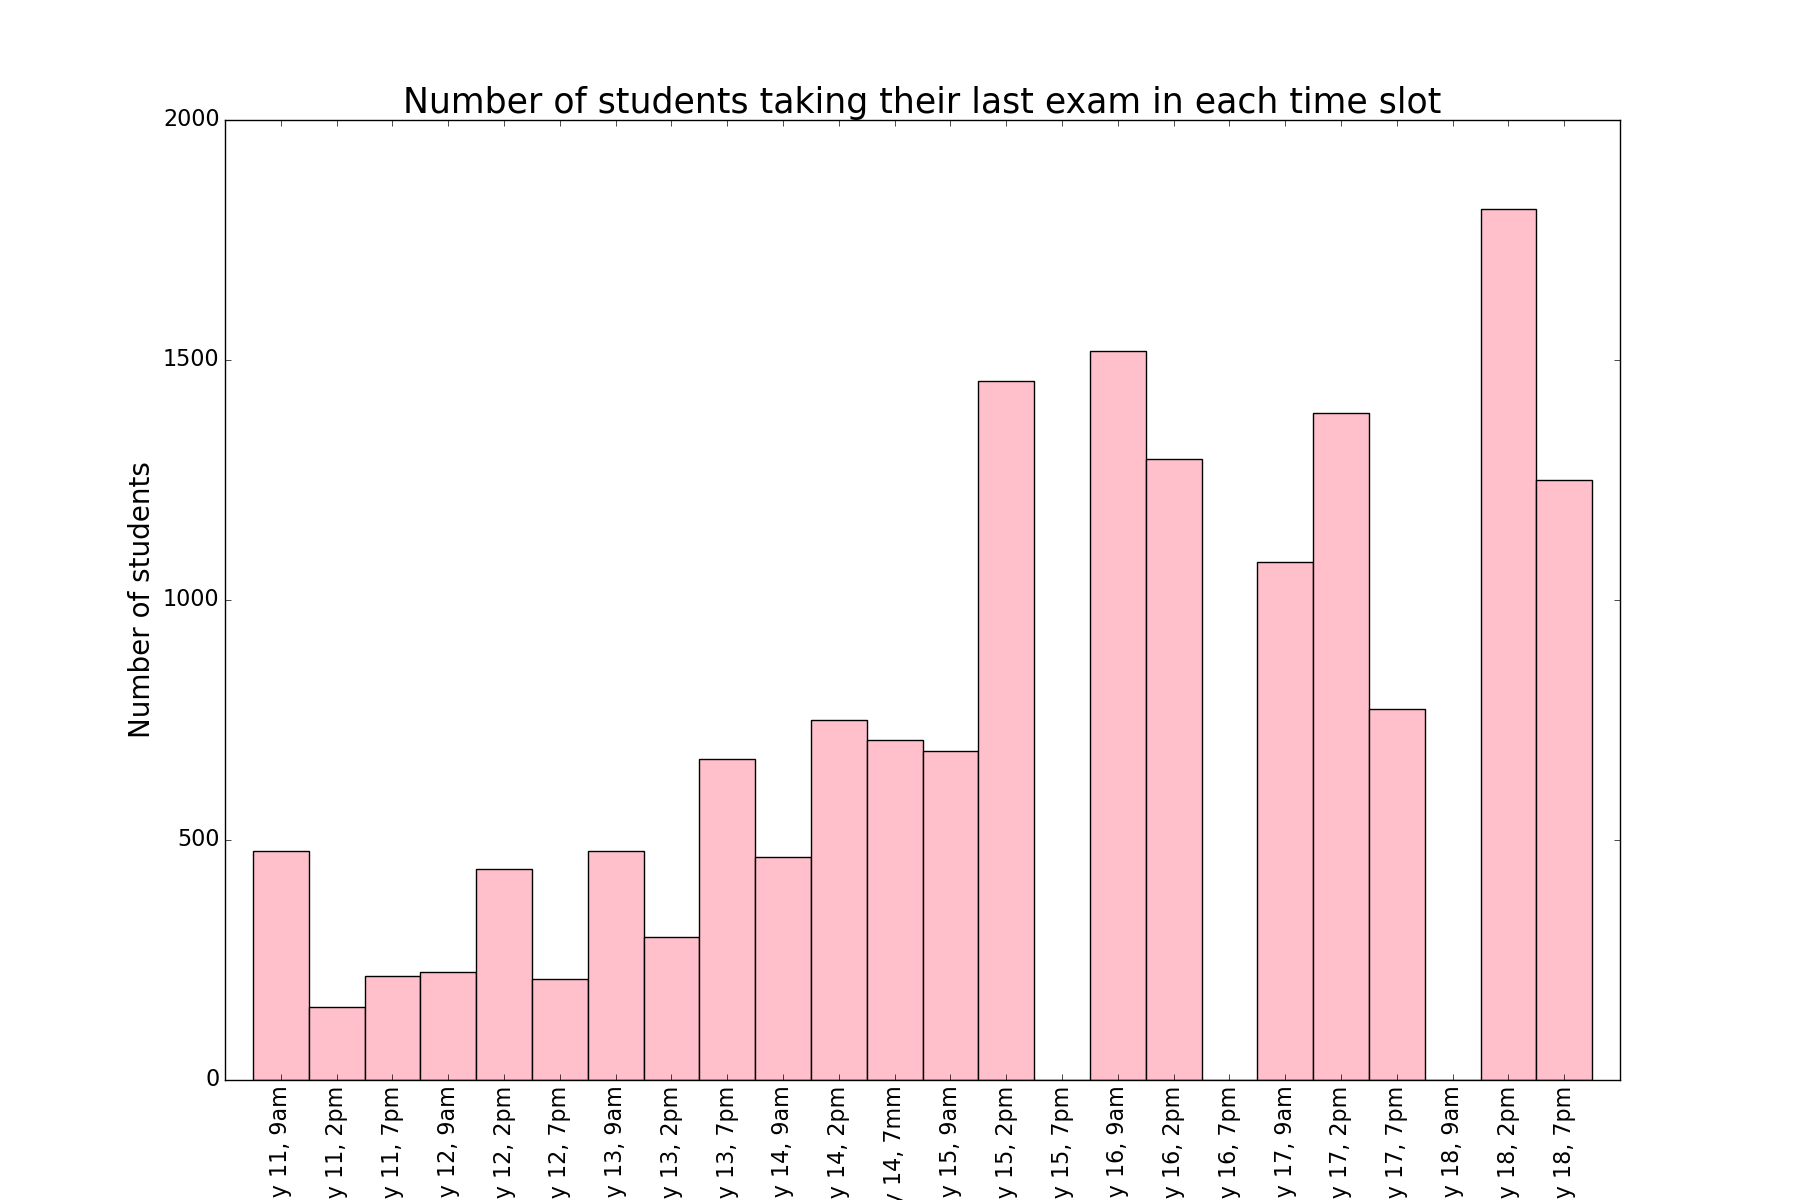 Number of students taking their last exam in each time slot
2000
1500
1000
500
0
Number of students
y 11, 9am
y 11, 2pm
y 11, 7pm
y 12, 9am
y 12, 2pm
y 12, 7pm
y 13, 9am
y 13, 2pm
y 13, 7pm
y 14, 9am
y 14, 2pm
y 14, 7mm
y 15, 9am
y 15, 2pm
y 15, 7pm
y 16, 9am
y 16, 2pm
y 16, 7pm
y 17, 9am
y 17, 2pm
y 17, 7pm
y 18, 9am
y 18, 2pm
y 18, 7pm